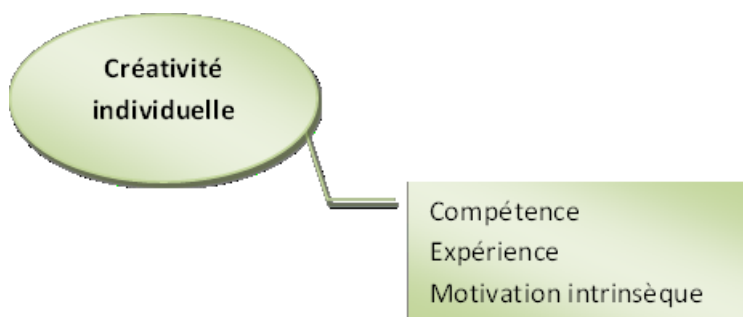 Créativité
individuelle
Compétence
Expérience
Motivation intrinsèque